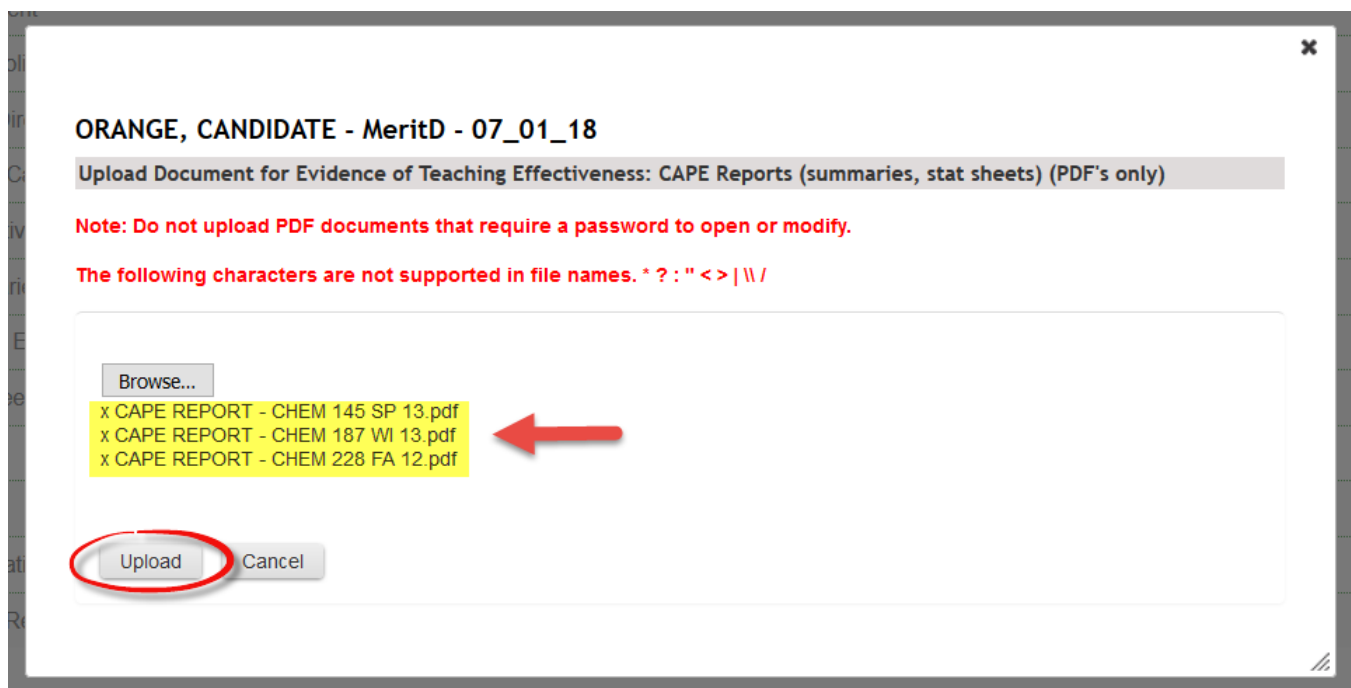 ORANGE, CANDIDATE - MeritD - 07_01_18
Upload Document for Evidence of Teaching Effectiveness: CAPE Reports (summaries, stat sheets) (PDF's only)
Note: Do not upload PDF documents that require a password to open or modify.
The following characters are not supported in file names. * ? : " < > | \\ /
Browse...
x CAPE REPORT - CHEM 145 SP 13.pdf
x CAPE REPORT - CHEM 187 WI 13.pdf
x CAPE REPORT - CHEM 228 FA 12.pdf
Upload Cancel